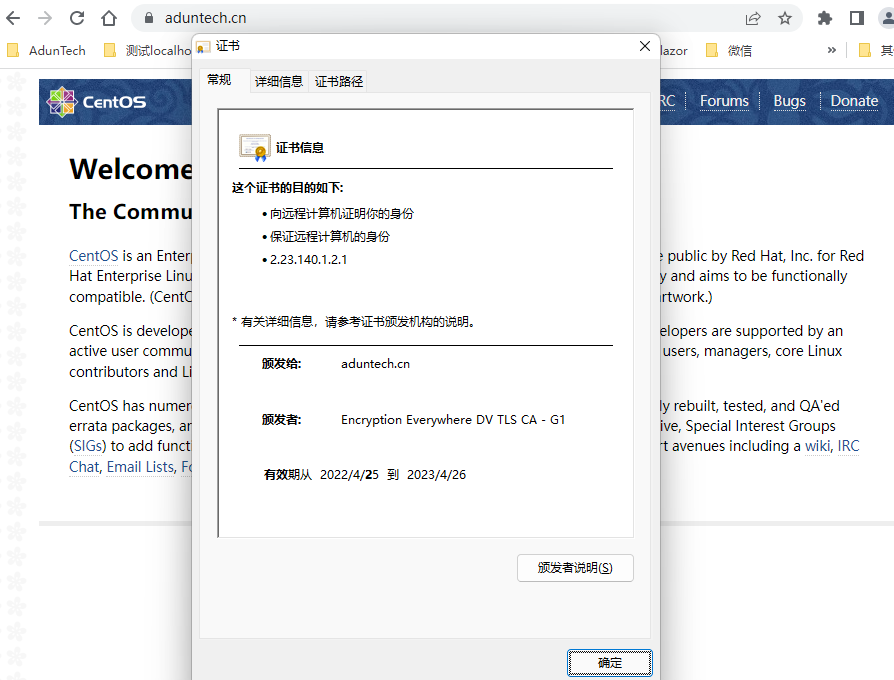 aduntech.cn
AdunTech
测试localho
lazor
微信
»
其
证书
常规
详细信息
证书路径
CentOS
RC
Forums
Bugs
Donate
Welcome
The Commu
证书信息
这个证书的目的如下:
• 向远程计算机证明你的身份
• 保证远程计算机的身份
• 2.23.140.1.2.1
* 有关详细信息，请参考证书颁发机构的说明。
颁发给: aduntech.cn
颁发者: Encryption Everywhere DV TLS CA - G1
有效期从 2022/4/25 到 2023/4/26
颁发者说明(S)
确定
CentOS is an Enter
e public by Red Hat, Inc. for Red
Hat Enterprise Linu
y and aims to be functionally
compatible. (CentO
rtwork.)
CentOS is develope
elopers are supported by an
active user commu
users, managers, core Linux
contributors and Li
CentOS has numer
ly rebuilt, tested, and QA'ed
errata packages, an
ive, Special Interest Groups
(SIGs) to add funct
rt avenues including a wiki, IRC
Chat, Email Lists, Fo